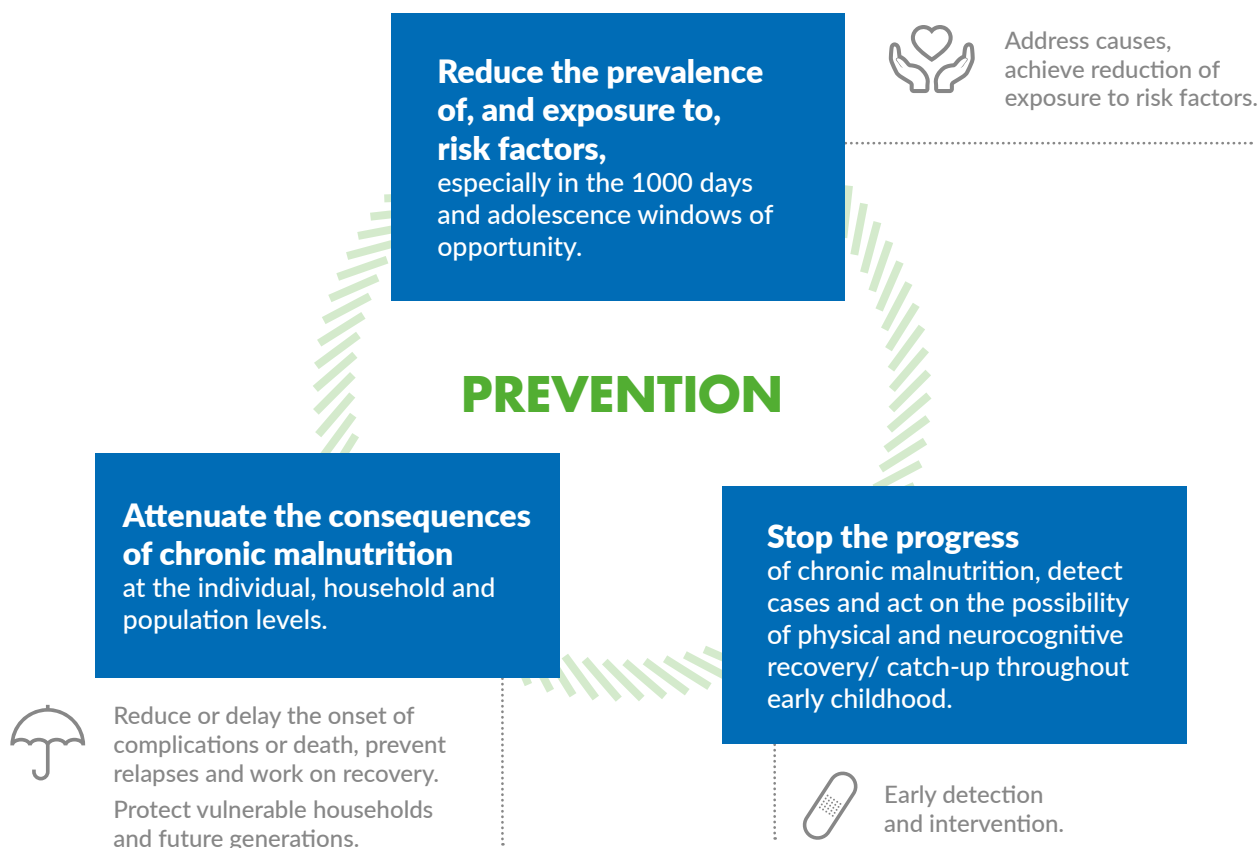 Reduce the prevalence
of, and exposure to,
risk factors,
especially in the 1000 days
and adolescence windows of
opportunity.
Address causes,
achieve reduction of
exposure to risk factors.
PREVENTION
Attenuate the consequences
of chronic malnutrition
at the individual, household and
population levels.
Stop the progress
of chronic malnutrition, detect
cases and act on the possibility
of physical and neurocognitive
recovery/ catch-up throughout
early childhood.
Reduce or delay the onset of
complications or death, prevent
relapses and work on recovery.
Protect vulnerable households
and future generations.
Early detection
and intervention.